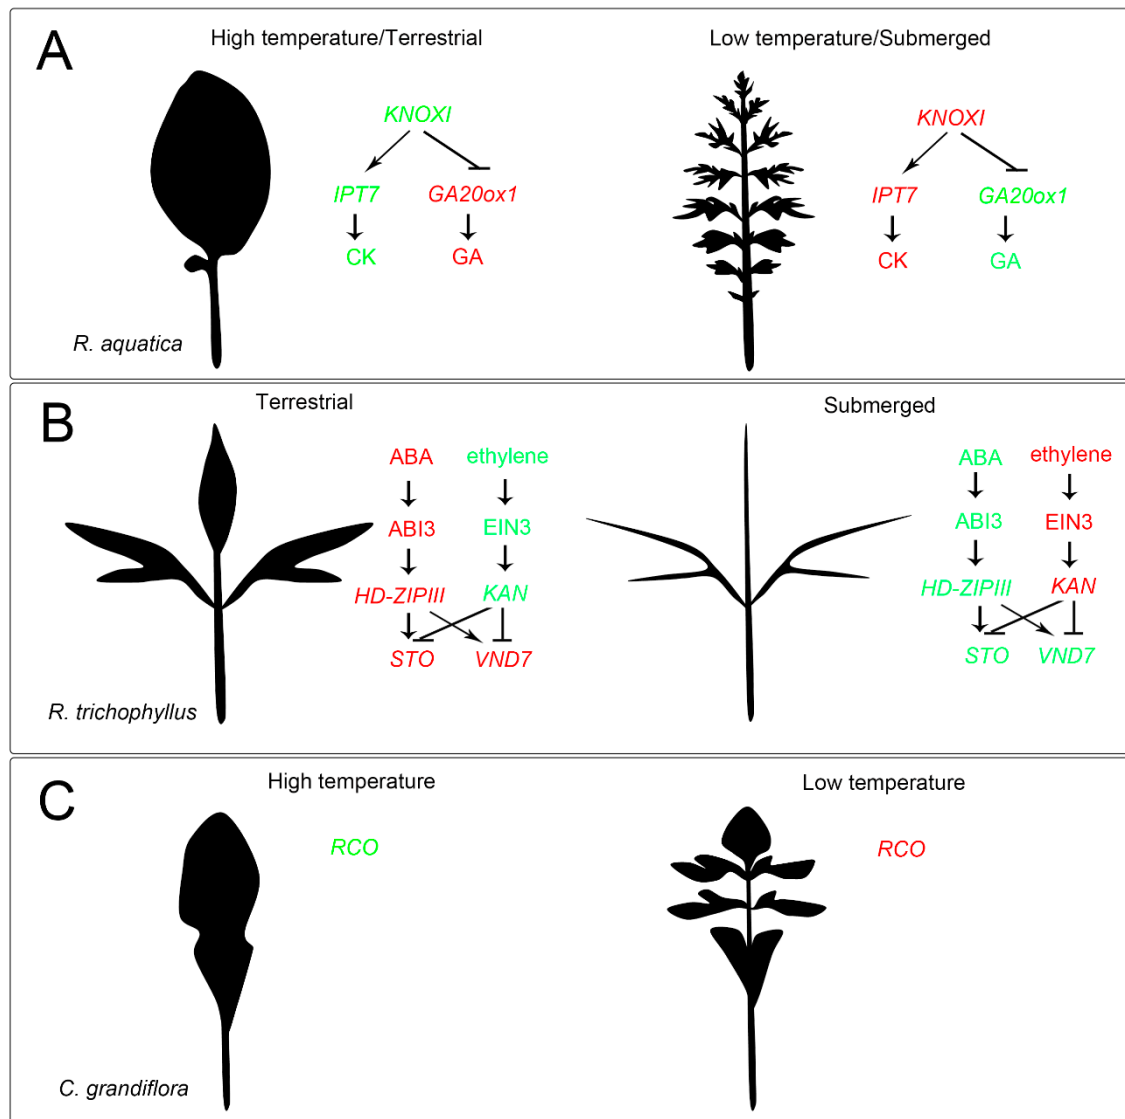 A
High temperature/Terrestrial
Low temperature/Submerged
KNOXI
IPT7
GA20ox1
CK
GA
KNOXI
IPT7
GA20ox1
CK
GA
R. aquatica
B
Terrestrial
Submerged
ABA
ethylene
ABI3
EIN3
HD-ZIPIII
KAN
STO
VND7
ABA
ethylene
ABI3
EIN3
HD-ZIPIII
KAN
STO
VND7
R. trichophyllus
C
High temperature
Low temperature
RCO
RCO
C. grandiflora